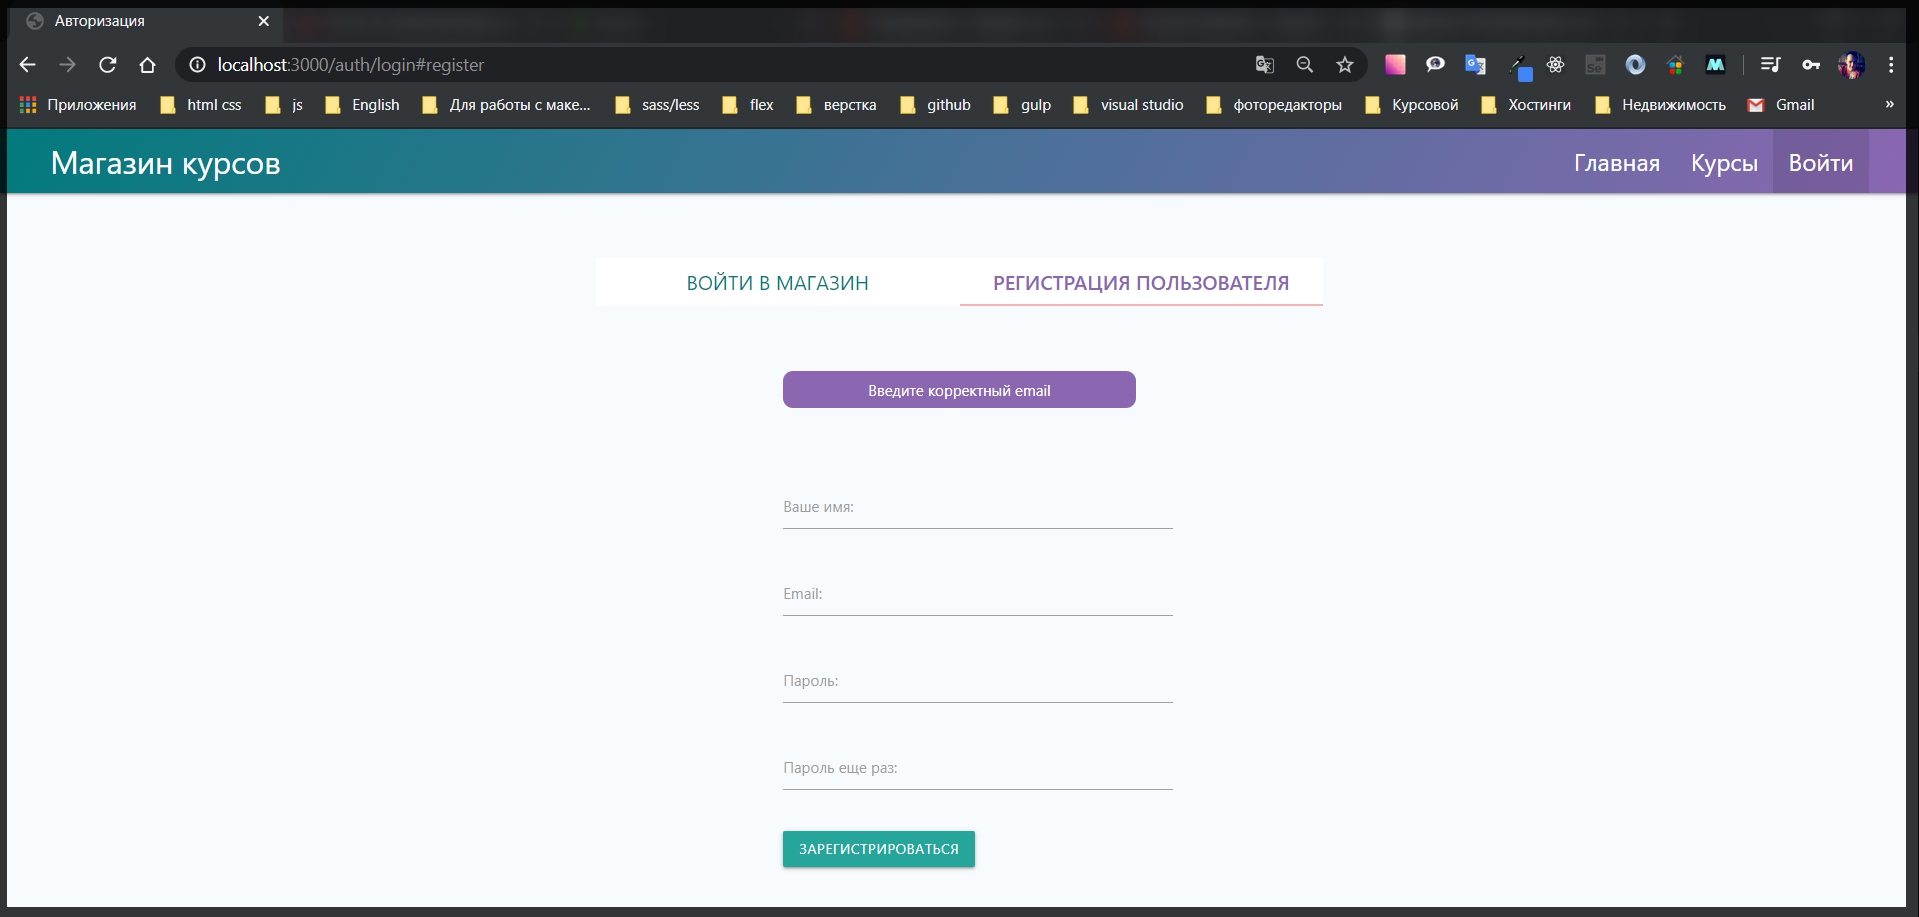 Авторизация
localhost:3000/auth/login#register
Приложения html css js English Для работы с маке... sass/less flex верстка github gulp visual studio фоторедакторы Курсовой Хостинги Недвижимость Gmail »
Магазин курсов Главная Курсы Войти
ВОЙТИ В МАГАЗИН РЕГИСТРАЦИЯ ПОЛЬЗОВАТЕЛЯ
Введите корректный email
Ваше имя:
Email:
Пароль:
Пароль еще раз:
ЗАРЕГИСТРИРОВАТЬСЯ